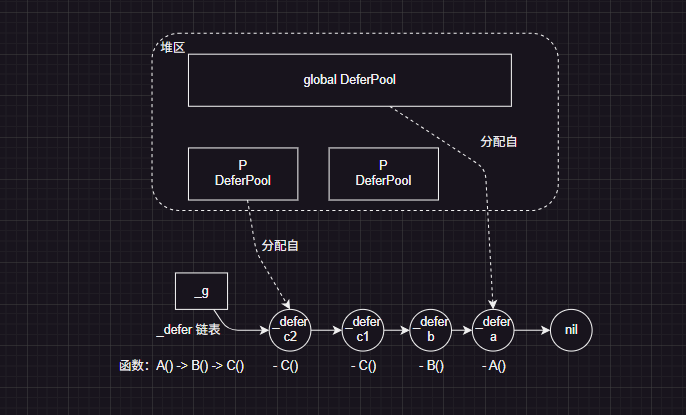 堆区
global DeferPool
分配自
P
DeferPool
P
DeferPool
分配自
_g
_defer 链表
_defer
c2
_defer
c1
_defer
b
_defer
a
nil
函数：A() -> B() -> C()
- C()
- C()
- B()
- A()